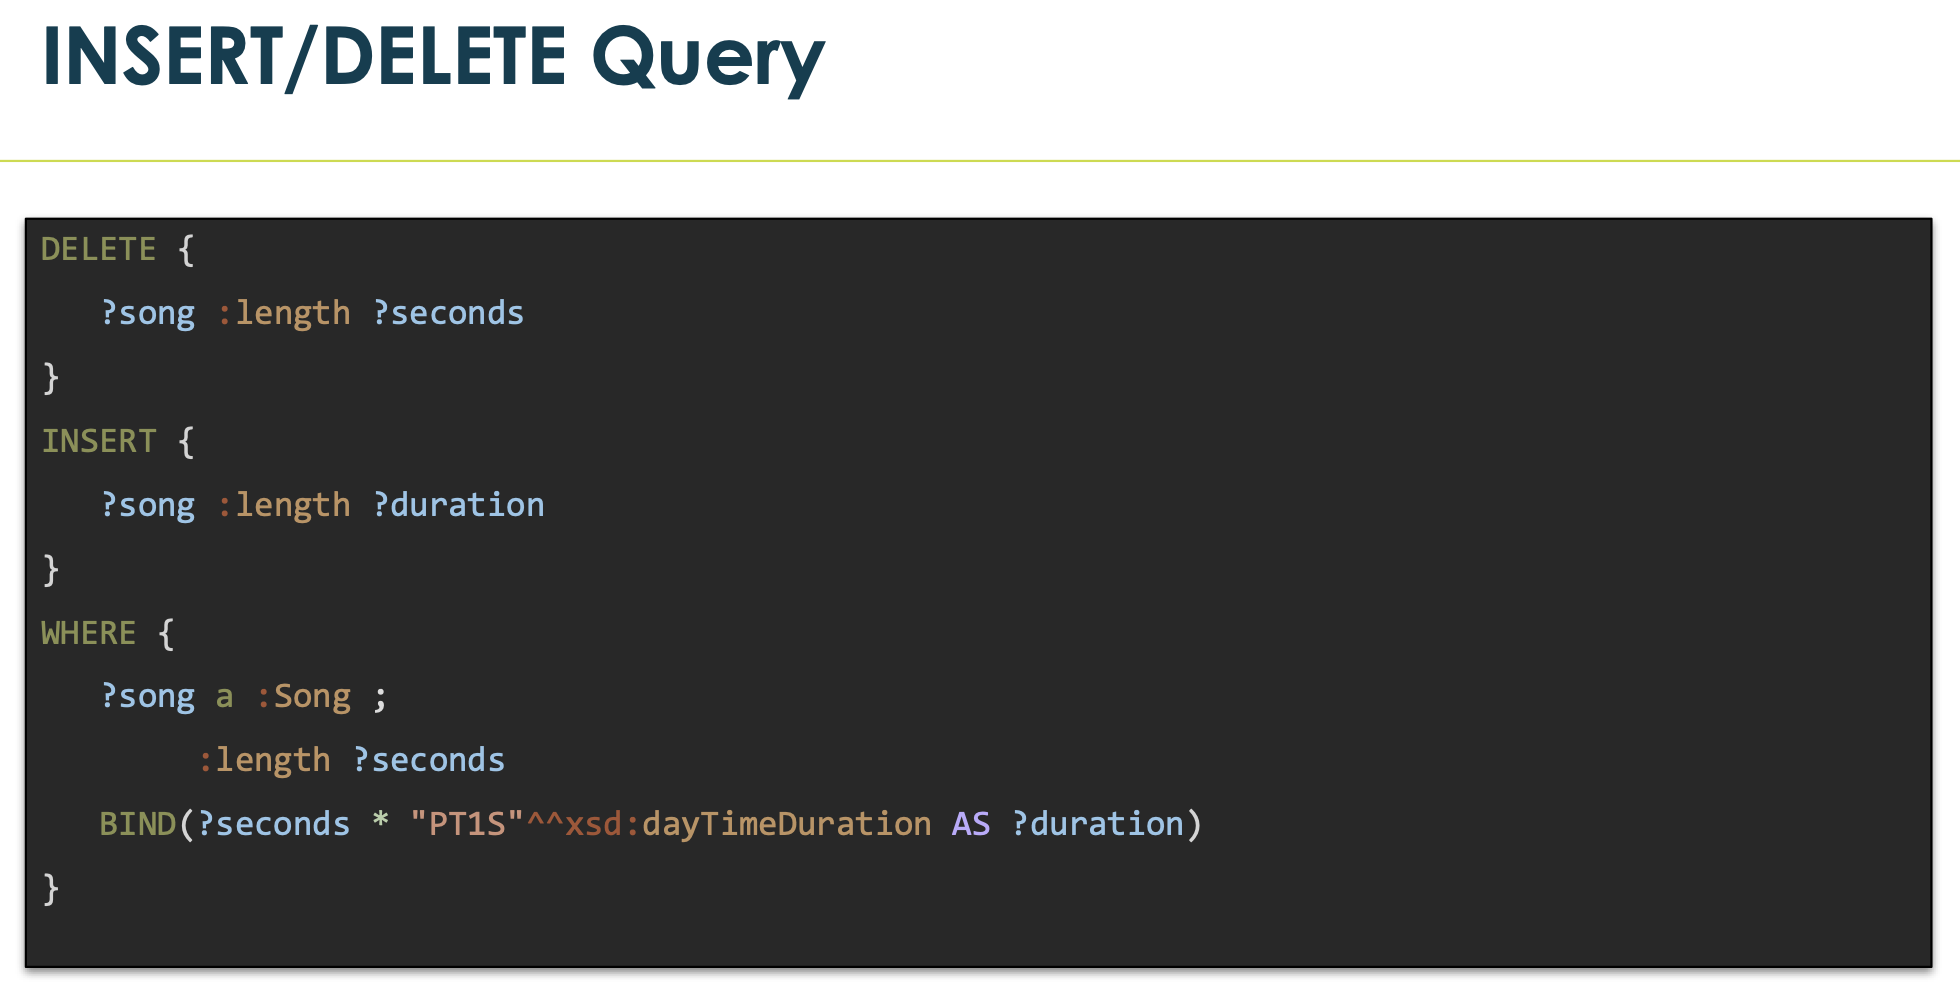 INSERT/DELETE Query
DELETE {
?song :length ?seconds
}
INSERT {
?song :length ?duration
}
WHERE {
?song a :Song ;
:length ?seconds
BIND(?seconds * "PT1S"^^xsd:dayTimeDuration AS ?duration)
}